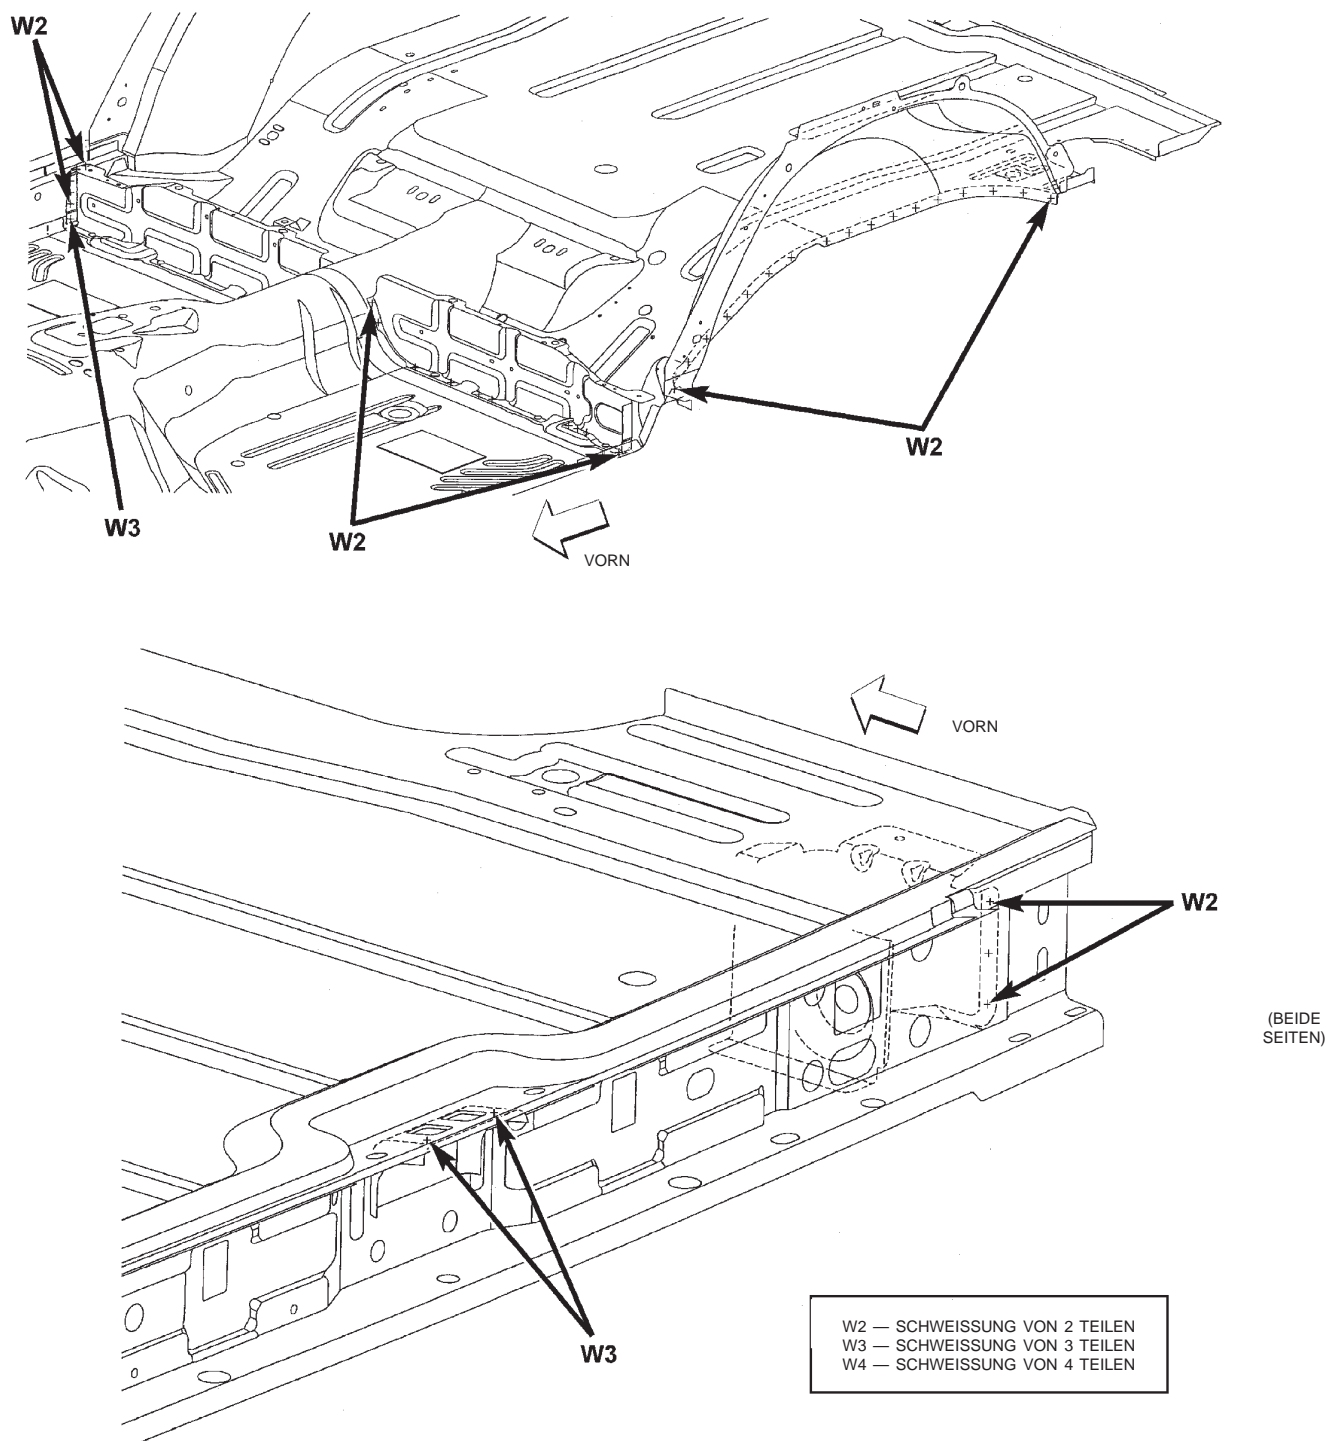 W2
W2
W3
W2
VORN
VORN
W2
(BEIDE
SEITEN)
W3
W2 — SCHWEISSUNG VON 2 TEILEN
W3 — SCHWEISSUNG VON 3 TEILEN
W4 — SCHWEISSUNG VON 4 TEILEN